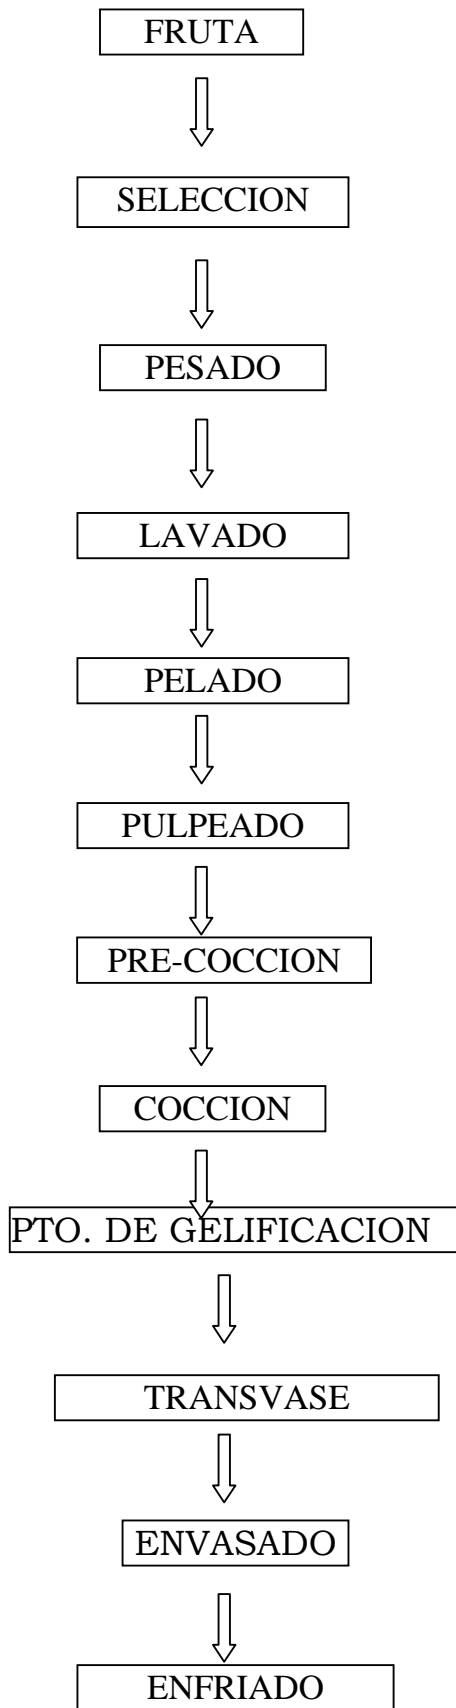 FRUTA
SELECCION
PESADO
LAVADO
PELADO
PULPEADO
PRE-COCCION
COCCION
PTO. DE GELIFICACION
TRANSVASE
ENVASADO
ENFRIADO